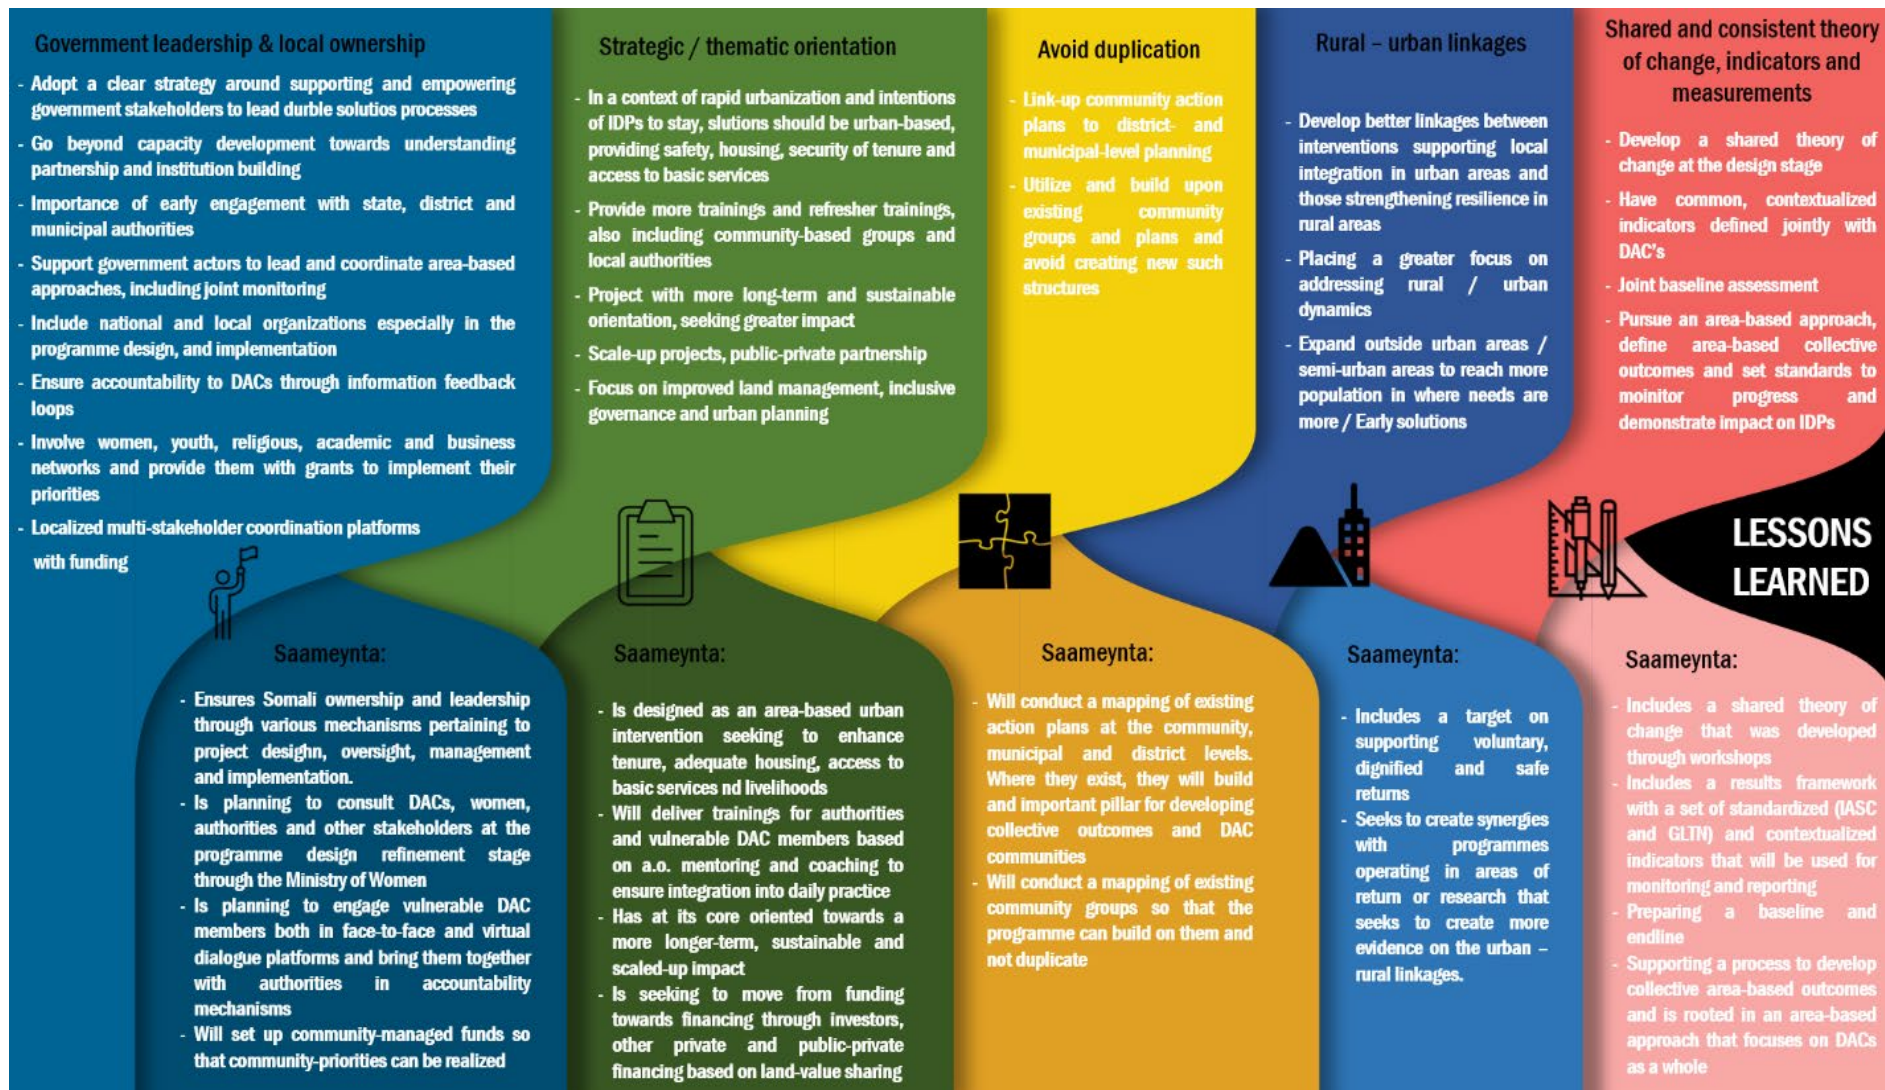 Government leadership & local ownership
- Adopt a clear strategy around supporting and empowering
government stakeholders to lead durble solutios processes
- Go beyond capacity development towards understanding
partnership and institution building
- Importance of early engagement with state, district and
municipal authorities
- Support government actors to lead and coordinate area-based
approaches, including joint monitoring
- Include national and local organizations especially in the
programme design, and implementation
- Ensure accountability to DACs through information feedback
loops
- Involve women, youth, religious, academic and business
networks and provide them with grants to implement their
priorities
- Localized multi-stakeholder coordination platforms
with funding
Strategic / thematic orientation
- In a context of rapid urbanization and intentions
of IDPs to stay, slutions should be urban-based,
providing safety, housing, security of tenure and
access to basic services
- Provide more trainings and refresher trainings,
also including community-based groups and
local authorities
- Project with more long-term and sustainable
orientation, seeking greater impact
- Scale-up projects, public-private partnership
- Focus on improved land management, inclusive
governance and urban planning
Avoid duplication
- Link-up community action
plans to district- and
municipal-level planning
- Utilize and build upon
existing community
groups and plans and
avoid creating new such
structures
Rural – urban linkages
- Develop better linkages between
interventions supporting local
integration in urban areas and
those strengthening resilience in
rural areas
- Placing a greater focus on
addressing rural / urban
dynamics
- Expand outside urban areas /
semi-urban areas to reach more
population in where needs are
more / Early solutions
Shared and consistent theory
of change, indicators and
measurements
- Develop a shared theory of
change at the design stage
- Have common, contextualized
indicators defined jointly with
DAC's
- Joint baseline assessment
- Pursue an area-based approach,
define area-based collective
outcomes and set standards to
moinitor progress and
demonstrate impact on IDPs
LESSONS
LEARNED
Saameynta:
- Ensures Somali ownership and leadership
through various mechanisms pertaining to
project desighn, oversight, management
and implementation.
- Is planning to consult DACs, women,
authorities and other stakeholders at the
programme design refinement stage
through the Ministry of Women
- Is planning to engage vulnerable DAC
members both in face-to-face and virtual
dialogue platforms and bring them together
with authorities in accountability
mechanisms
- Will set up community-managed funds so
that community-priorities can be realized
Saameynta:
- Is designed as an area-based urban
intervention seeking to enhance
tenure, adequate housing, access to
basic services nd livelihoods
- Will deliver trainings for authorities
and vulnerable DAC members based
on a.o. mentoring and coaching to
ensure integration into daily practice
- Has at its core oriented towards a
more longer-term, sustainable and
scaled-up impact
- Is seeking to move from funding
towards financing through investors,
other private and public-private
financing based on land-value sharing
Saameynta:
- Will conduct a mapping of existing
action plans at the community,
municipal and district levels.
Where they exist, they will build
and important pillar for developing
collective outcomes and DAC
communities
- Will conduct a mapping of existing
community groups so that the
programme can build on them and
not duplicate
Saameynta:
- Includes a target on
supporting voluntary,
dignified and safe
returns
- Seeks to create synergies
with programmes
operating in areas of
return or research that
seeks to create more
evidence on the urban –
rural linkages.
Saameynta:
- Includes a shared theory of
change that was developed
through workshops
- Includes a results framework
with a set of standardized (IASC
and GLTN) and contextualized
indicators that will be used for
monitoring and reporting
- Preparing a baseline and
endline
- Supporting a process to develop
collective area-based outcomes
and is rooted in an area-based
approach that focuses on DACs
as a whole